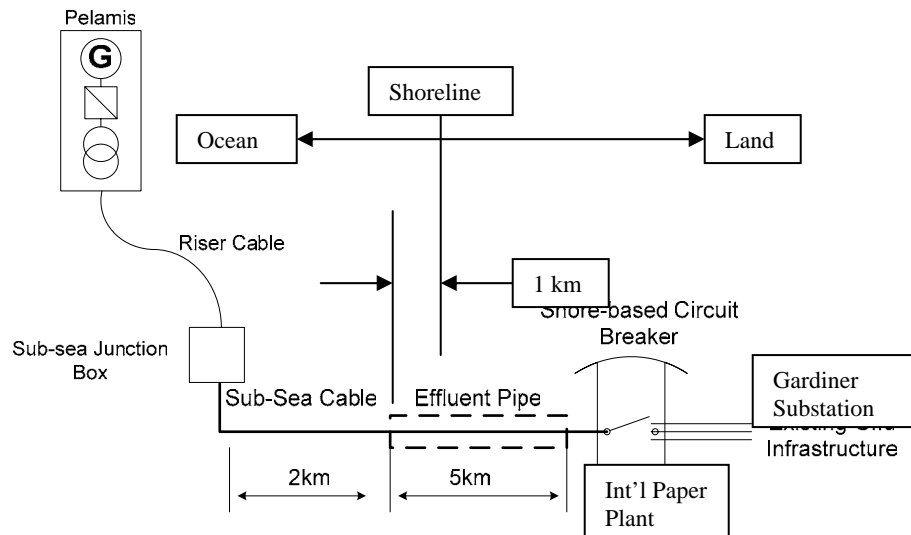 Pelamis
G
Shoreline
Ocean
Land
Riser Cable
1 km
Shore-based Circuit
Breaker
Sub-sea Junction
Box
Sub-Sea Cable
Effluent Pipe
Gardiner
Substation
Infrastructure
2km
5km
Int'l Paper
Plant